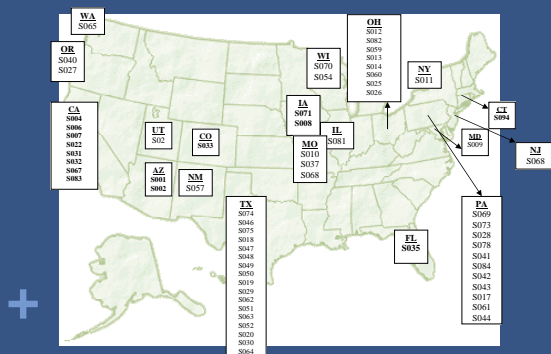 WA
S065
OR
S040
S027
CA
S004
S006
S007
S022
S031
S032
S067
S083
UT
S02
CO
S033
AZ
S001
S002
NM
S057
TX
S074
S046
S075
S018
S047
S048
S049
S050
S019
S029
S062
S051
S063
S052
S020
S030
S064
WI
S070
S054
IA
S071
S008
IL
S081
MO
S010
S037
S068
OH
S012
S082
S059
S013
S014
S060
S025
S026
NY
S011
CT
S094
MD
S009
NJ
S068
PA
S069
S073
S028
S078
S041
S084
S042
S043
S017
S061
S044
FL
S035